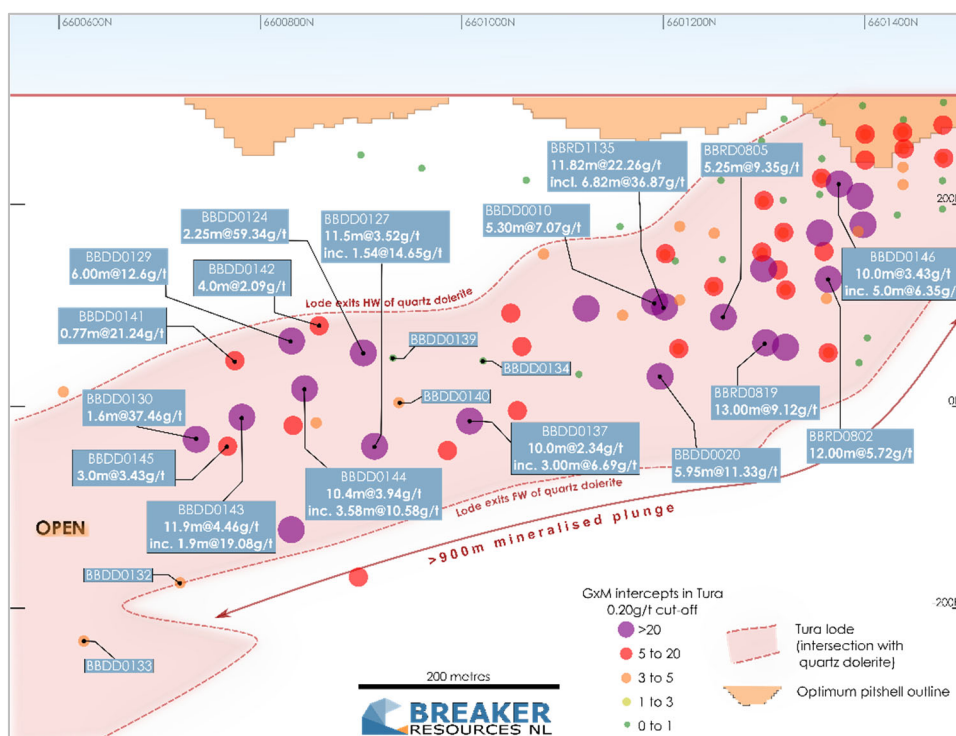 6600600N
6600800N
6601000N
6601200N
6601400N
BBRD1135
11.82m@22.26g/t
incl. 6.82m@36.87g/t
BBRD0805
5.25m@9.35g/t
BBDD0124
2.25m@59.34g/t
BBDD0127
11.5m@3.52g/t
inc. 1.54@14.65g/t
BBDD0010
5.30m@7.07g/t
BBDD0129
6.00m@12.6g/t
BBDD0142
4.0m@2.09g/t
BBDD0146
10.0m@3.43g/t
inc. 5.0m@6.35g/t
Lode exits HW of quartz dolerite
BBDD0141
0.77m@21.24g/t
BBDD0139
BBDD0134
BBDD0130
1.6m@37.46g/t
BBDD0140
BBRD0819
13.00m@9.12g/t
BBDD0137
10.0m@2.34g/t
inc. 3.00m@6.69g/t
BBRD0802
12.00m@5.72g/t
BBDD0145
3.0m@3.43g/t
BBDD0020
5.95m@11.33g/t
BBDD0144
10.4m@3.94g/t
inc. 3.58m@10.58g/t
BBDD0143
11.9m@4.46g/t
inc. 1.9m@19.08g/t
Lode exits FW of quartz dolerite
OPEN
>900m mineralised plunge
BBDD0132
BBDD0133
GxM intercepts in Tura
0.20g/t cut-off
>20
5 to 20
3 to 5
1 to 3
0 to 1
Tura lode
(intersection with
quartz dolerite)
Optimum pitshell outline
200 metres
BREAKER
RESOURCES NL